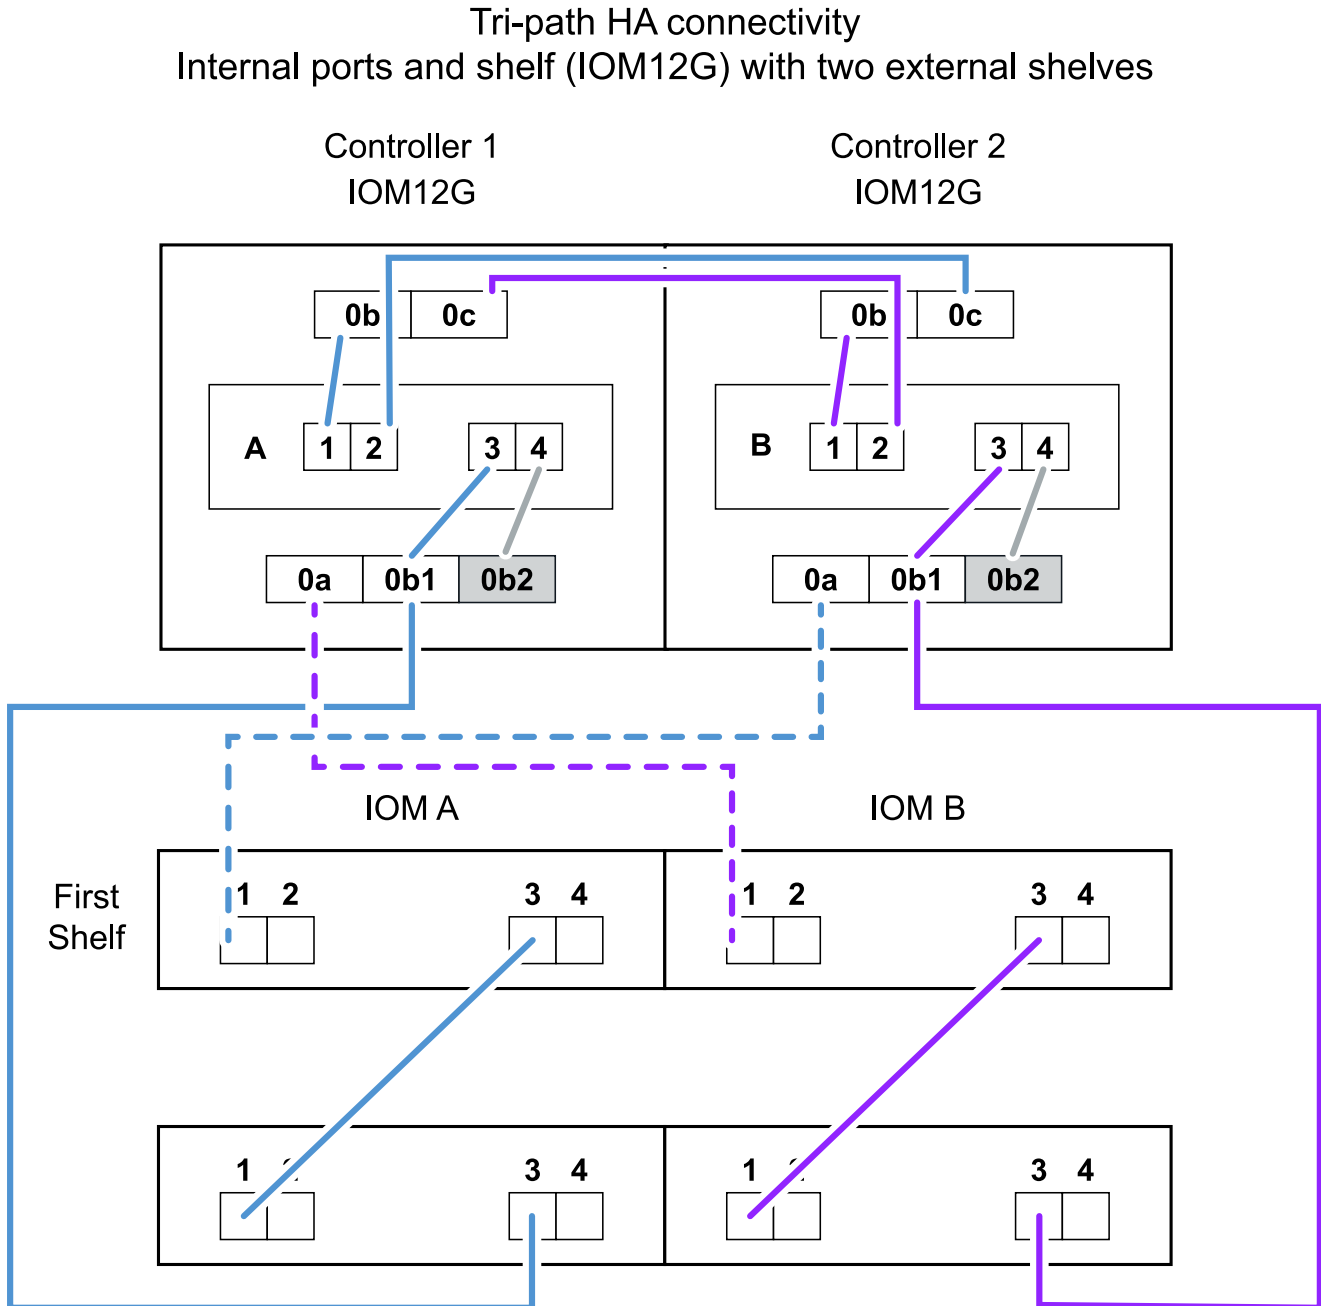 Tri-path HA connectivity
Internal ports and shelf (IOM12G) with two external shelves
Controller 1
IOM12G
Controller 2
IOM12G
0b 0c
0b 0c
A 1 2 3 4
B 1 2 3 4
0a 0b1 0b2
0a 0b1 0b2
IOM A
IOM B
First
Shelf
1 2 3 4
1 2 3 4
1 3 4
1 3 4